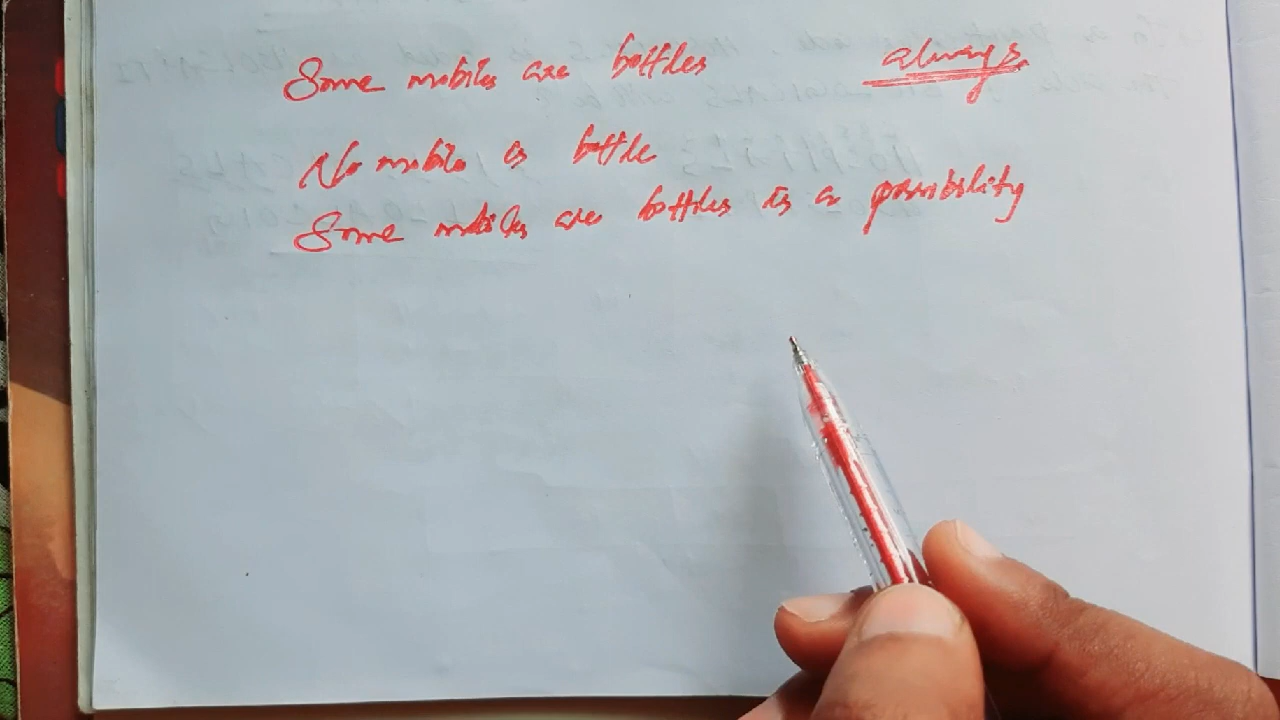 Some mobiles are bottles always.
No mobile is bottle
Some mobiles are bottles is a possibility